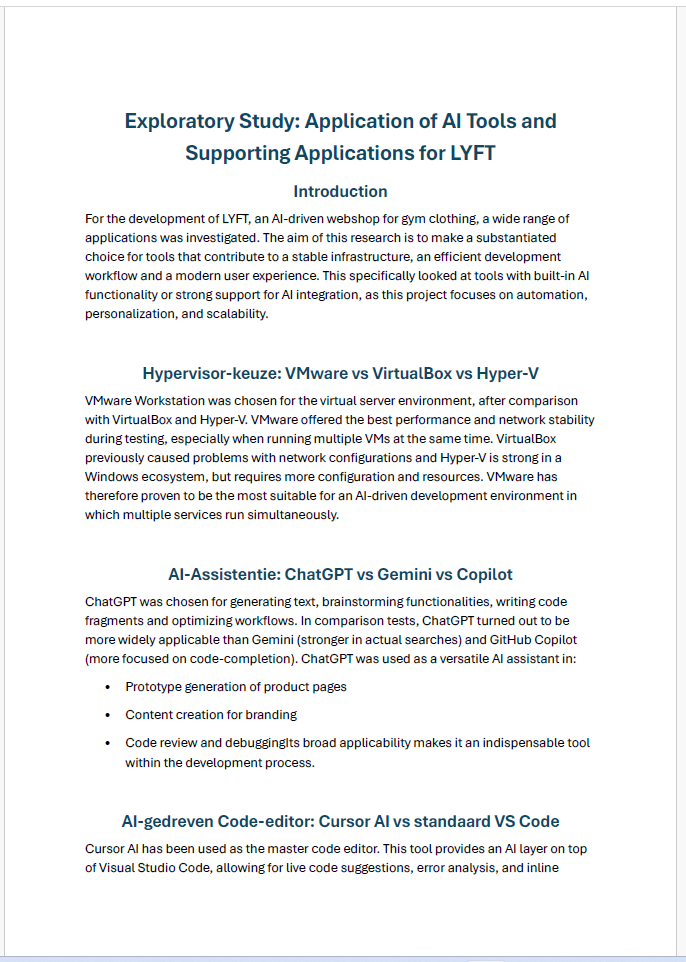 Exploratory Study: Application of AI Tools and
Supporting Applications for LYFT
Introduction
For the development of LYFT, an AI-driven webshop for gym clothing, a wide range of
applications was investigated. The aim of this research is to make a substantiated
choice for tools that contribute to a stable infrastructure, an efficient development
workflow and a modern user experience. This specifically looked at tools with built-in AI
functionality or strong support for AI integration, as this project focuses on automation,
personalization, and scalability.
Hypervisor-keuze: VMware vs VirtualBox vs Hyper-V
VMware Workstation was chosen for the virtual server environment, after comparison
with VirtualBox and Hyper-V. VMware offered the best performance and network stability
during testing, especially when running multiple VMs at the same time. VirtualBox
previously caused problems with network configurations and Hyper-V is strong in a
Windows ecosystem, but requires more configuration and resources. VMware has
therefore proven to be the most suitable for an AI-driven development environment in
which multiple services run simultaneously.
AI-Assistentie: ChatGPT vs Gemini vs Copilot
ChatGPT was chosen for generating text, brainstorming functionalities, writing code
fragments and optimizing workflows. In comparison tests, ChatGPT turned out to be
more widely applicable than Gemini (stronger in actual searches) and GitHub Copilot
(more focused on code-completion). ChatGPT was used as a versatile AI assistant in:
• Prototype generation of product pages
• Content creation for branding
• Code review and debuggingIts broad applicability makes it an indispensable tool
within the development process.
AI-gedreven Code-editor: Cursor AI vs standaard VS Code
Cursor AI has been used as the master code editor. This tool provides an AI layer on top
of Visual Studio Code, allowing for live code suggestions, error analysis, and inline